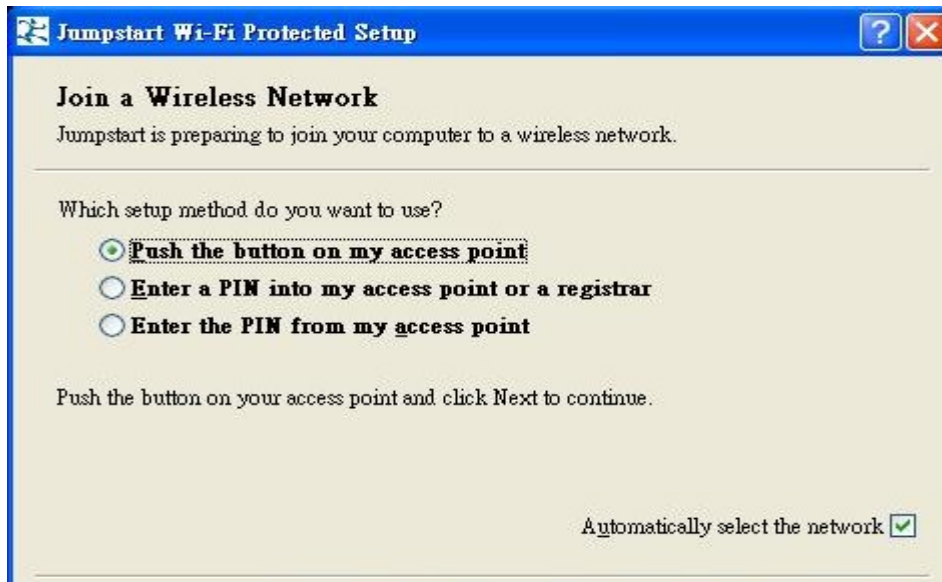 Jumpstart Wi-Fi Protected Setup
Join a Wireless Network
Jumpstart is preparing to join your computer to a wireless network.
Which setup method do you want to use?
Push the button on my access point
Enter a PIN into my access point or a registrar
Enter the PIN from my access point
Push the button on your access point and click Next to continue.
Automatically select the network